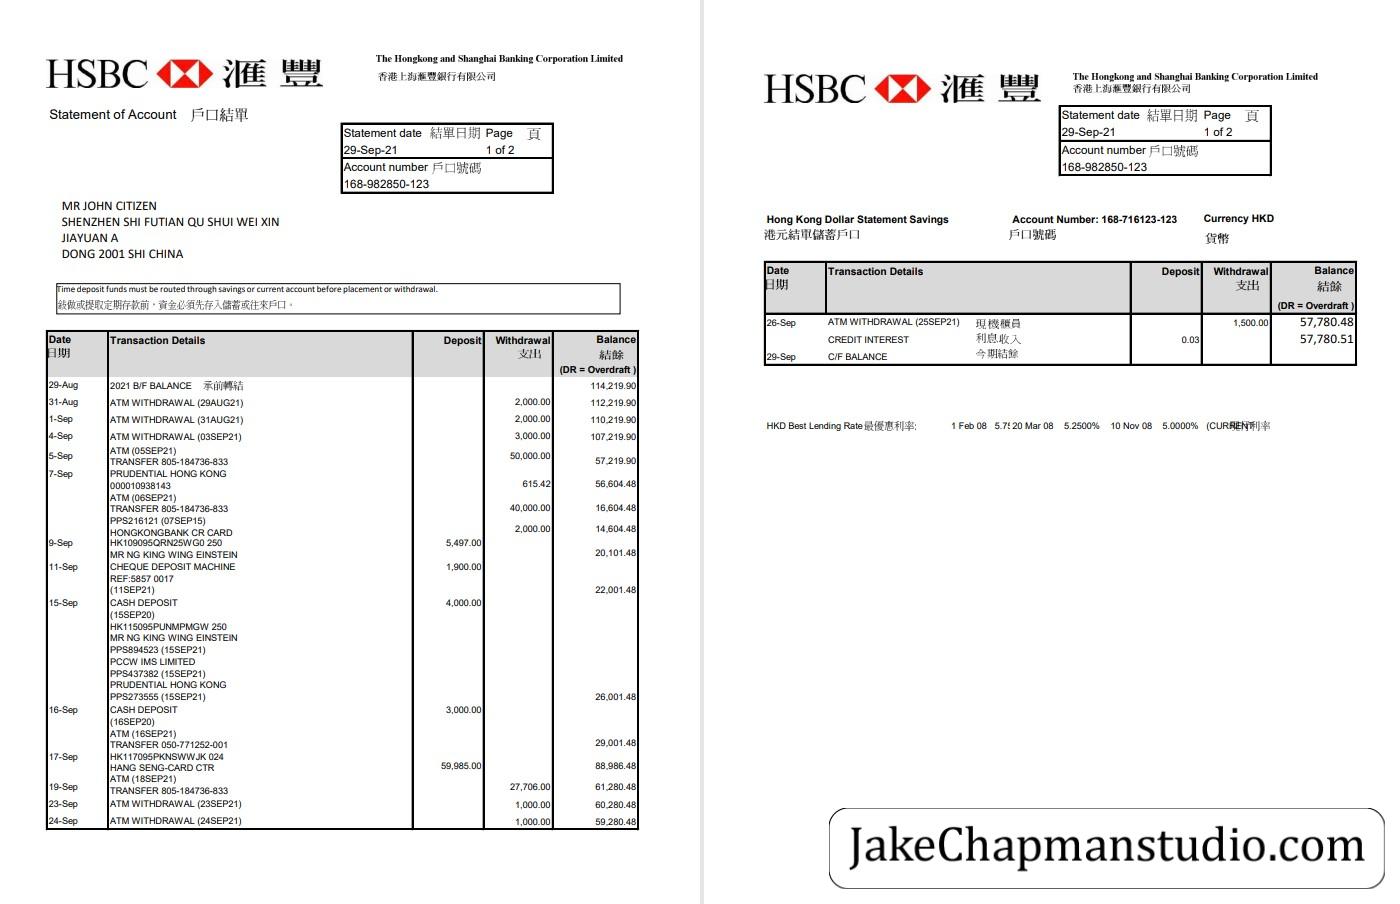 HSBC 滙豐
The Hongkong and Shanghai Banking Corporation Limited
香港上海滙豐銀行有限公司
Statement of Account 戶口結單
Statement date 結單日期 Page 頁
29-Sep-21 1 of 2
Account number 戶口號碼
168-982850-123
MR JOHN CITIZEN
SHENZHEN SHI FUTIAN QU SHUI WEI XIN
JIAYUAN A
DONG 2001 SHI CHINA
Time deposit funds must be routed through savings or current account before placement or withdrawal.
敍做或提取定期存款前，資金必須先存入儲蓄或往來戶口。
Date Transaction Details Deposit Withdrawal Balance
日期 支出 結餘
(DR = Overdraft )
29-Aug 2021 B/F BALANCE 承前轉結 114,219.90
31-Aug ATM WITHDRAWAL (29AUG21) 2,000.00 112,219.90
1-Sep ATM WITHDRAWAL (31AUG21) 2,000.00 110,219.90
4-Sep ATM WITHDRAWAL (03SEP21) 3,000.00 107,219.90
5-Sep ATM (05SEP21) 50,000.00
TRANSFER 805-184736-833 57,219.90
7-Sep PRUDENTIAL HONG KONG
000010938143 615.42 56,604.48
ATM (06SEP21)
TRANSFER 805-184736-833 40,000.00 16,604.48
PPS216121 (07SEP15)
HONGKONGBANK CR CARD 2,000.00 14,604.48
9-Sep HK109095QRN25WG0 250 5,497.00
MR NG KING WING EINSTEIN 20,101.48
11-Sep CHEQUE DEPOSIT MACHINE 1,900.00
REF:5857 0017
(11SEP21) 22,001.48
15-Sep CASH DEPOSIT 4,000.00
(15SEP20)
HK115095PUNMPMGW 250
MR NG KING WING EINSTEIN
PPS894523 (15SEP21)
PCCW IMS LIMITED
PPS437382 (15SEP21)
PRUDENTIAL HONG KONG
PPS273555 (15SEP21) 26,001.48
16-Sep CASH DEPOSIT 3,000.00
(16SEP20)
ATM (16SEP21)
TRANSFER 050-771252-001 29,001.48
17-Sep HK117095PKNSWWJK 024
HANG SENG-CARD CTR 59,985.00 88,986.48
ATM (18SEP21)
19-Sep TRANSFER 805-184736-833 27,706.00 61,280.48
23-Sep ATM WITHDRAWAL (23SEP21) 1,000.00 60,280.48
24-Sep ATM WITHDRAWAL (24SEP21) 1,000.00 59,280.48
HSBC 滙豐
The Hongkong and Shanghai Banking Corporation Limited
香港上海滙豐銀行有限公司
Statement date 結單日期 Page 頁
29-Sep-21 1 of 2
Account number 戶口號碼
168-982850-123
Hong Kong Dollar Statement Savings Account Number: 168-716123-123 Currency HKD
港元結單儲蓄戶口 戶口號碼 貨幣
Date Transaction Details Deposit Withdrawal Balance
日期 支出 結餘
(DR = Overdraft )
26-Sep ATM WITHDRAWAL (25SEP21) 現機櫃員 1,500.00 57,780.48
CREDIT INTEREST 利息收入 0.03 57,780.51
29-Sep C/F BALANCE 今期結餘
HKD Best Lending Rate 最優惠利率; 1 Feb 08 5.75 20 Mar 08 5.2500% 10 Nov 08 5.0000% (CURRENT 利率
JakeChapmanstudio.com